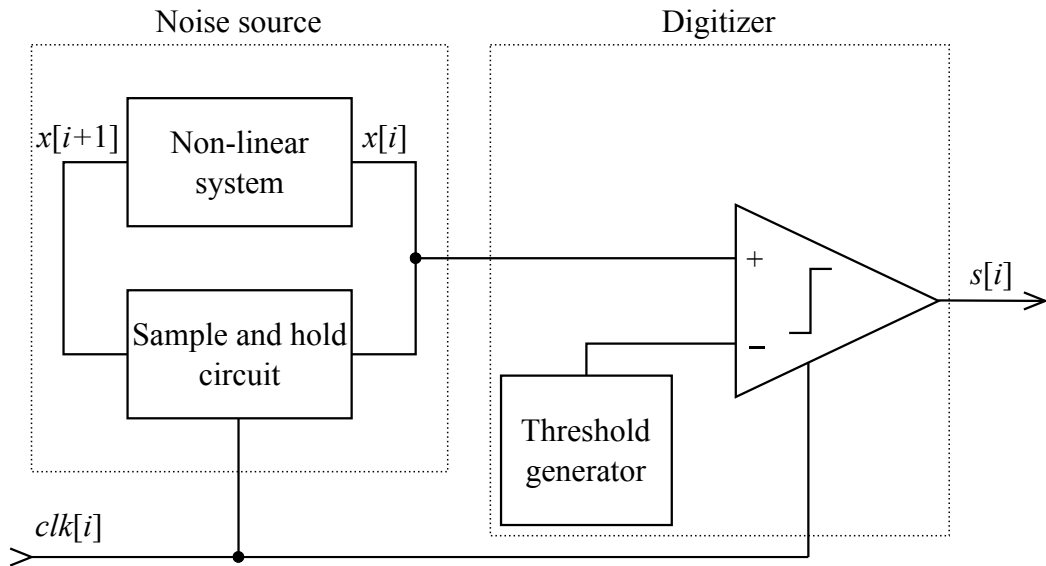 Noise source
Digitizer
x[i+1]
Non-linear
system
x[i]
Sample and hold
circuit
+
−
s[i]
Threshold
generator
clk[i]